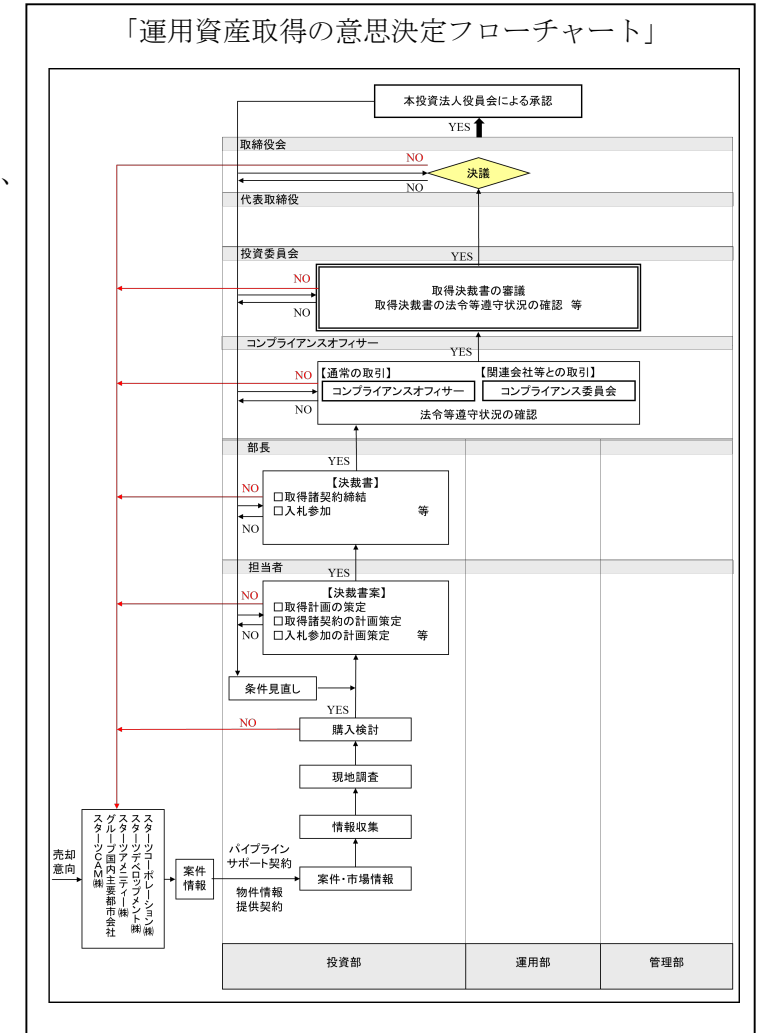 「運用資産取得の意思決定フローチャート」
、
本投資法人役員会による承認
YES
取締役会
NO
決議
NO
代表取締役
投資委員会
YES
NO
取得決裁書の審議
取得決裁書の法令等遵守状況の確認 等
NO
コンプライアンスオフィサー
YES
NO
【通常の取引】
【関連会社等との取引】
コンプライアンスオフィサー
コンプライアンス委員会
NO
法令等遵守状況の確認
部長
YES
NO
【決裁書】
□取得諸契約締結
□入札参加 等
NO
担当者
YES
NO
【決裁書案】
□取得計画の策定
□取得諸契約の計画策定
□入札参加の計画策定 等
NO
条件見直し
YES
NO
購入検討
現地調査
情報収集
案件・市場情報
パイプライン
サポート契約
物件情報
提供契約
案件
情報
スターツコーポレーション㈱
スターツデベロップメント㈱
スターツアメニティー㈱
グループ国内主要都市会社
スターツCAM㈱
売却
意向
投資部
運用部
管理部